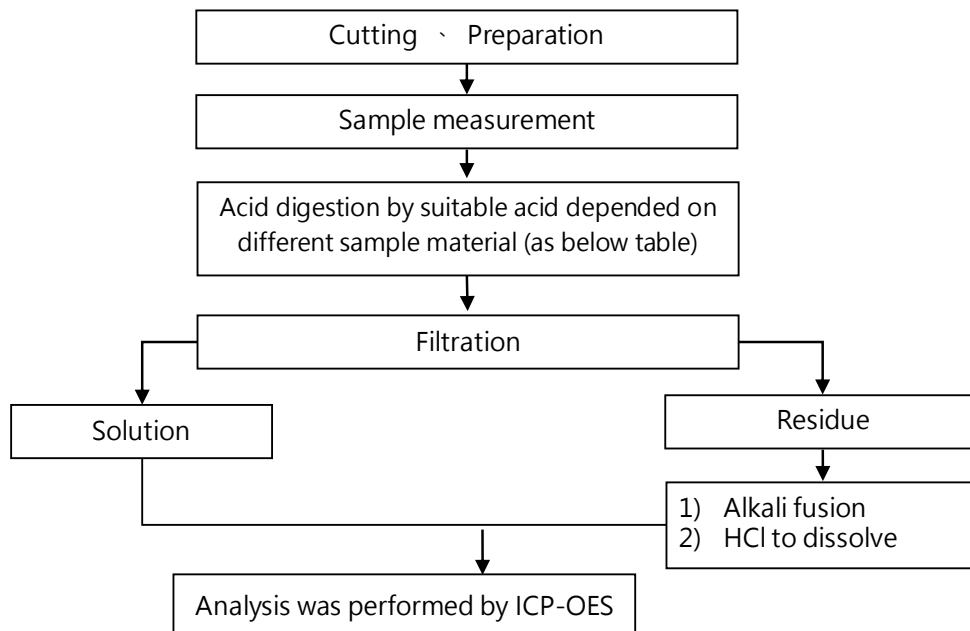 Cutting 、 Preparation
Sample measurement
Acid digestion by suitable acid depended on
different sample material (as below table)
Filtration
Solution
Residue
1) Alkali fusion
2) HCl to dissolve
Analysis was performed by ICP-OES